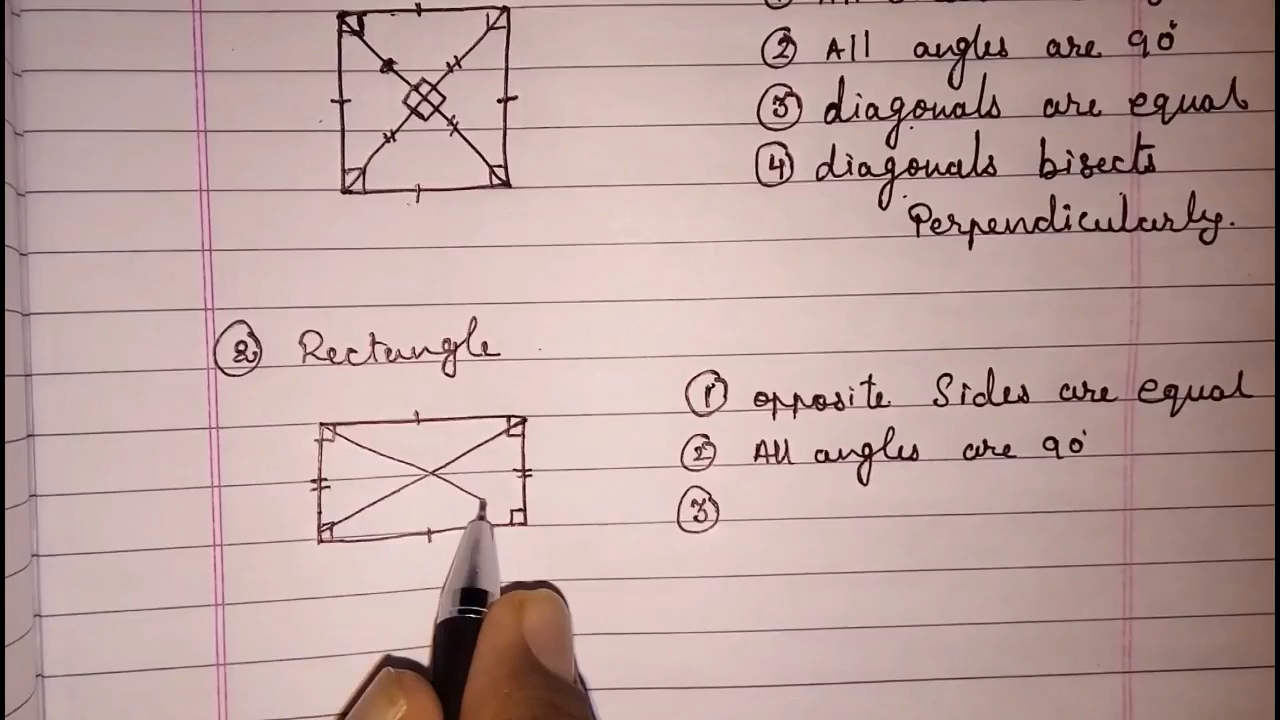 ② All angles are 90°
③ diagonals are equal
④ diagonals bisects
Perpendicularly.
② Rectangle
① opposite Sides are equal
② All angles are 90°
③